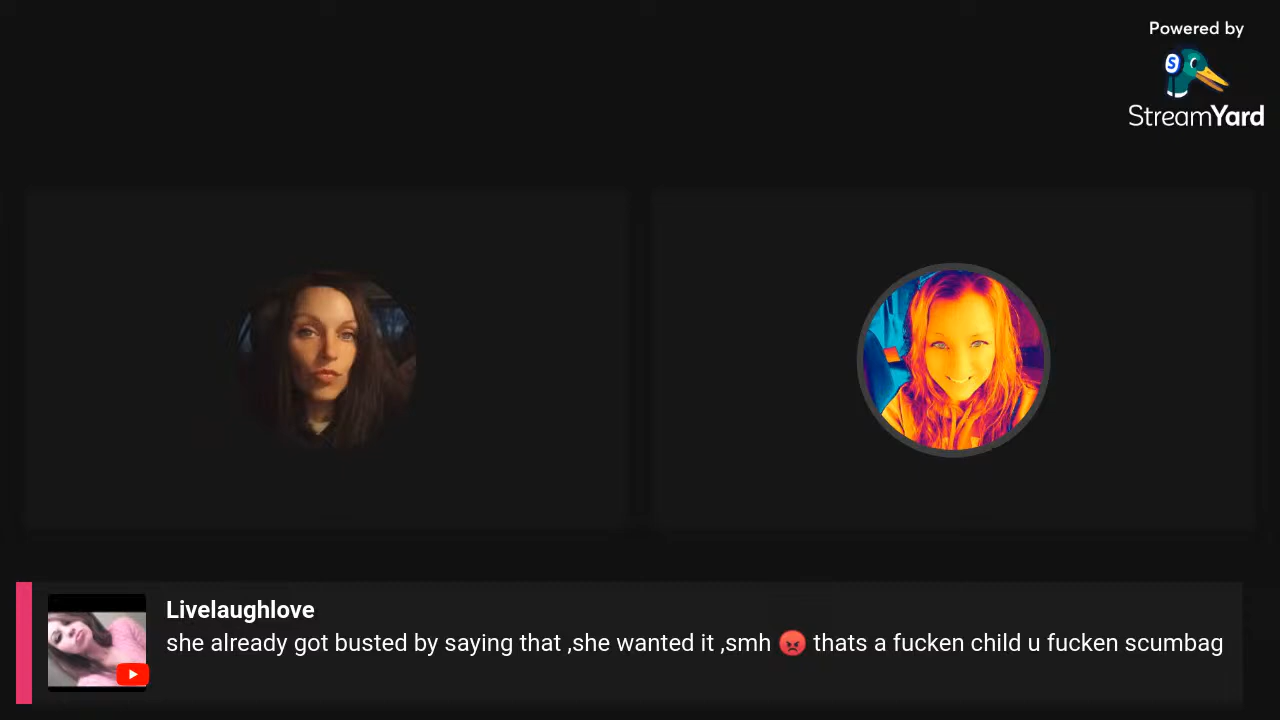 Powered by
S
StreamYard
Livelaughlove
she already got busted by saying that ,she wanted it ,smh 😡 thats a fucken child u fucken scumbag